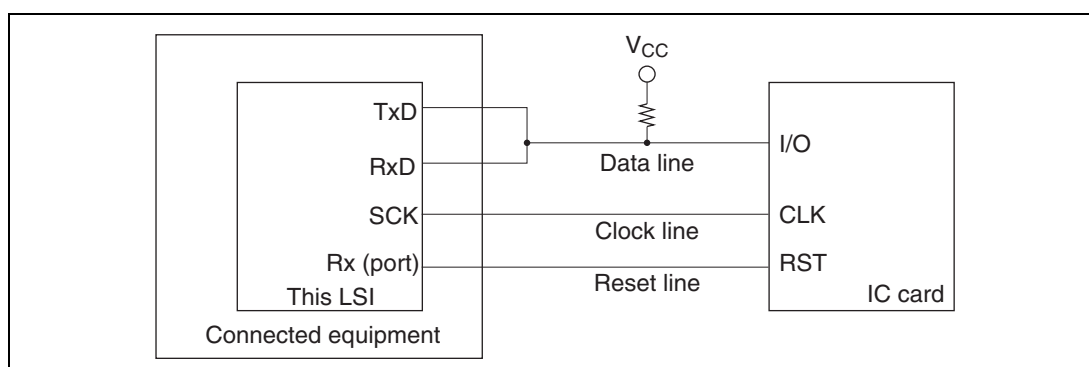 V_CC
TxD
RxD
Data line
I/O
SCK
Clock line
CLK
Rx (port)
Reset line
RST
This LSI
IC card
Connected equipment